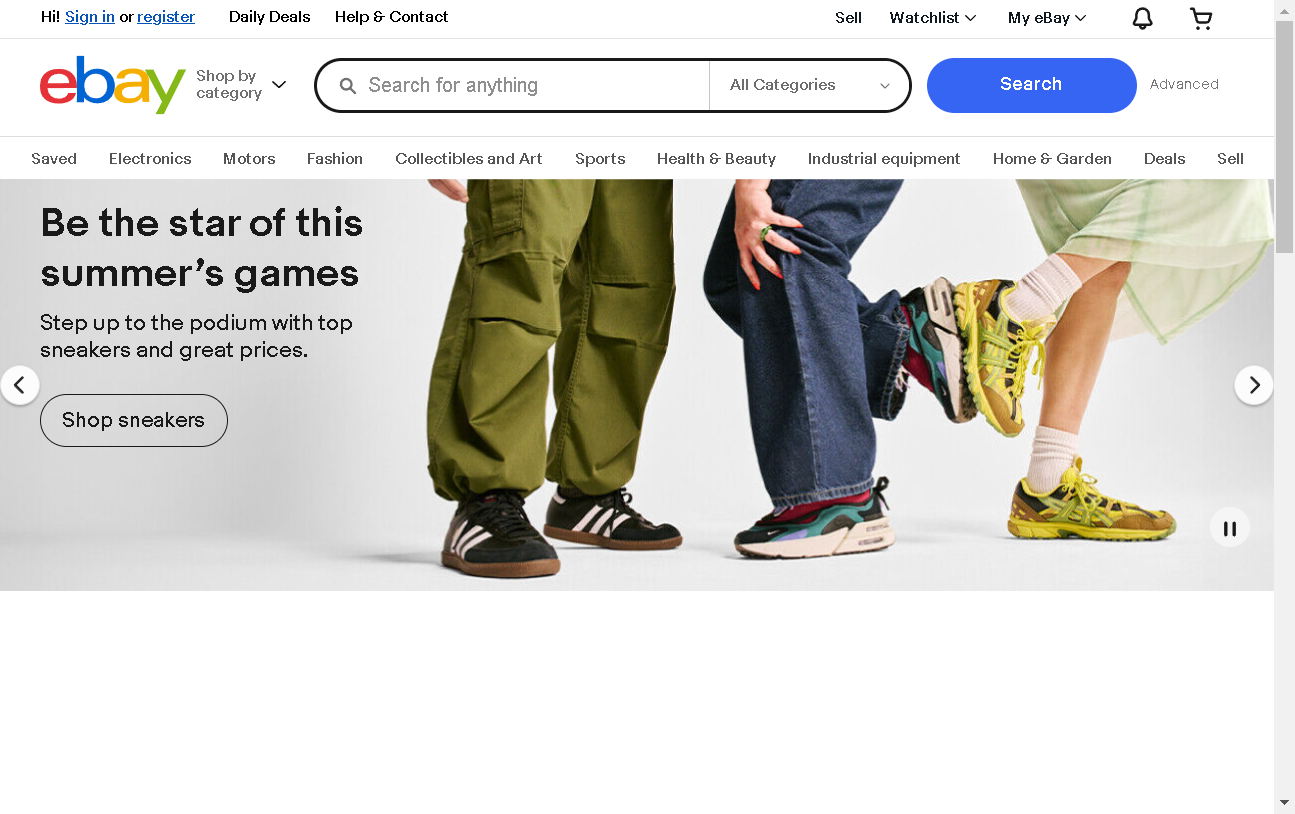 Hi! Sign in or register Daily Deals Help & Contact Sell Watchlist My eBay
ebay
Shop by
category
Search for anything All Categories Search Advanced
Saved Electronics Motors Fashion Collectibles and Art Sports Health & Beauty Industrial equipment Home & Garden Deals Sell
Be the star of this
summer's games
Step up to the podium with top
sneakers and great prices.
Shop sneakers